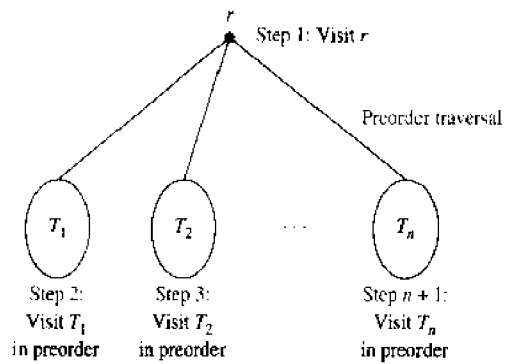 r
Step 1: Visit r
Preorder traversal
T₁
T₂
. . .
Tₙ
Step 2:
Visit T₁
in preorder
Step 3:
Visit T₂
in preorder
Step n + 1:
Visit Tₙ
in preorder